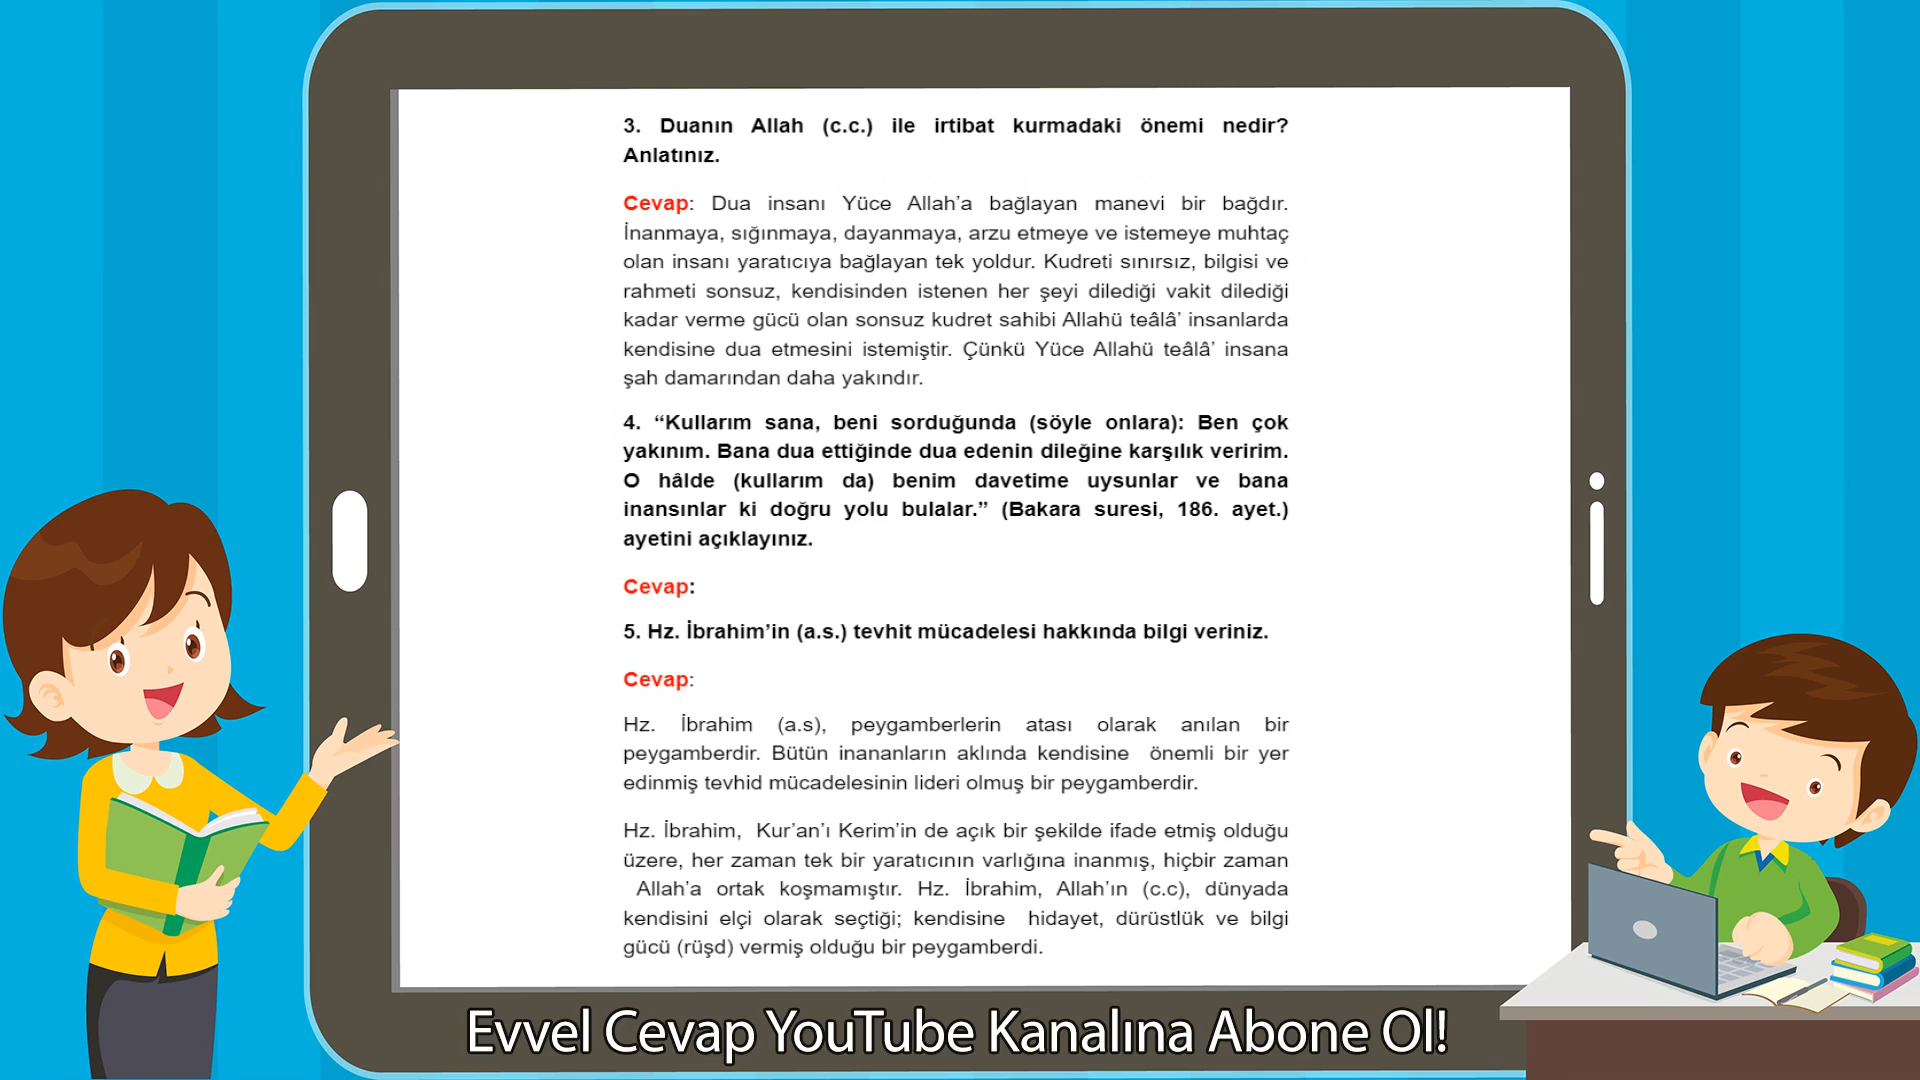 3. Duanın Allah (c.c.) ile irtibat kurmadaki önemi nedir?
Anlatınız.
Cevap: Dua insanı Yüce Allah’a bağlayan manevi bir bağdır.
İnanmaya, sığınmaya, dayanmaya, arzu etmeye ve istemeye muhtaç
olan insanı yaratıcıya bağlayan tek yoldur. Kudreti sınırsız, bilgisi ve
rahmeti sonsuz, kendisinden istenen her şeyi dilediği vakit dilediği
kadar verme gücü olan sonsuz kudret sahibi Allahü teâlâ’ insanlarda
kendisine dua etmesini istemiştir. Çünkü Yüce Allahü teâlâ’ insana
şah damarından daha yakındır.
4. “Kullarım sana, beni sorduğunda (söyle onlara): Ben çok
yakınım. Bana dua ettiğinde dua edenin dileğine karşılık veririm.
O hâlde (kullarım da) benim davetime uysunlar ve bana
inansınlar ki doğru yolu bulalar.” (Bakara suresi, 186. ayet.)
ayetini açıklayınız.
Cevap:
5. Hz. İbrahim’in (a.s.) tevhit mücadelesi hakkında bilgi veriniz.
Cevap:
Hz. İbrahim (a.s), peygamberlerin atası olarak anılan bir
peygamberdir. Bütün inananların aklında kendisine önemli bir yer
edinmiş tevhid mücadelesinin lideri olmuş bir peygamberdir.
Hz. İbrahim, Kur’an’ı Kerim’in de açık bir şekilde ifade etmiş olduğu
üzere, her zaman tek bir yaratıcının varlığına inanmış, hiçbir zaman
Allah’a ortak koşmamıştır. Hz. İbrahim, Allah’ın (c.c), dünyada
kendisini elçi olarak seçtiği; kendisine hidayet, dürüstlük ve bilgi
gücü (rüşd) vermiş olduğu bir peygamberdi.
Evvel Cevap YouTube Kanalına Abone Ol!